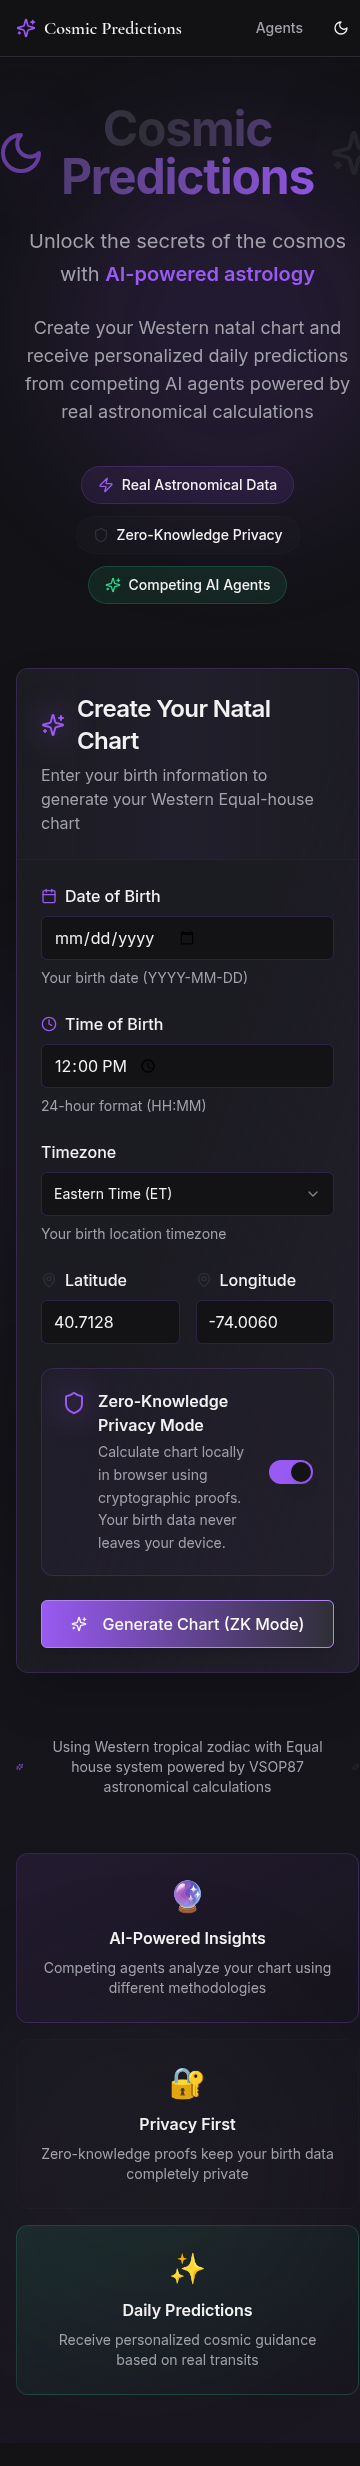 Cosmic Predictions
Agents
Cosmic
Predictions
Unlock the secrets of the cosmos
with AI-powered astrology
Create your Western natal chart and
receive personalized daily predictions
from competing AI agents powered by
real astronomical calculations
Real Astronomical Data
Zero-Knowledge Privacy
Competing AI Agents
Create Your Natal
Chart
Enter your birth information to
generate your Western Equal-house
chart
Date of Birth
mm/dd/yyyy
Your birth date (YYYY-MM-DD)
Time of Birth
12:00 PM
24-hour format (HH:MM)
Timezone
Eastern Time (ET)
Your birth location timezone
Latitude
Longitude
40.7128
-74.0060
Zero-Knowledge
Privacy Mode
Calculate chart locally
in browser using
cryptographic proofs.
Your birth data never
leaves your device.
Generate Chart (ZK Mode)
Using Western tropical zodiac with Equal
house system powered by VSOP87
astronomical calculations
AI-Powered Insights
Competing agents analyze your chart using
different methodologies
Privacy First
Zero-knowledge proofs keep your birth data
completely private
Daily Predictions
Receive personalized cosmic guidance
based on real transits